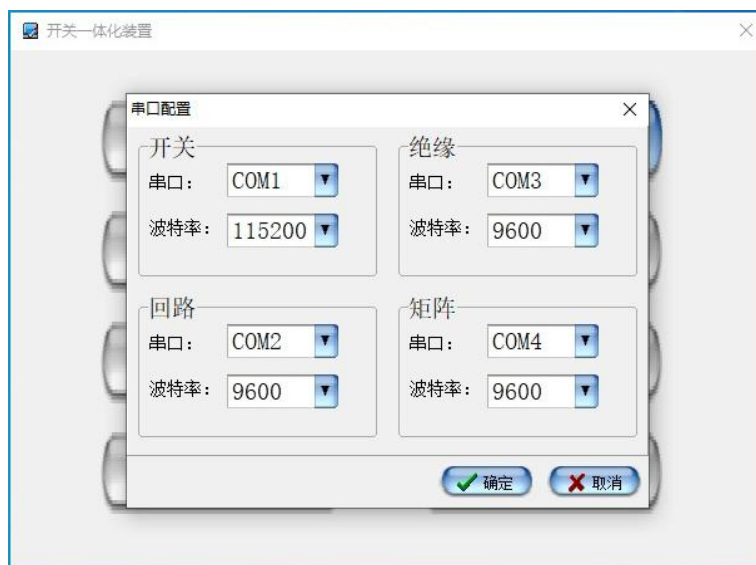 开关一体化装置
串口配置
开关
串口：
COM1
波特率：
115200
绝缘
串口：
COM3
波特率：
9600
回路
串口：
COM2
波特率：
9600
矩阵
串口：
COM4
波特率：
9600
确定
取消